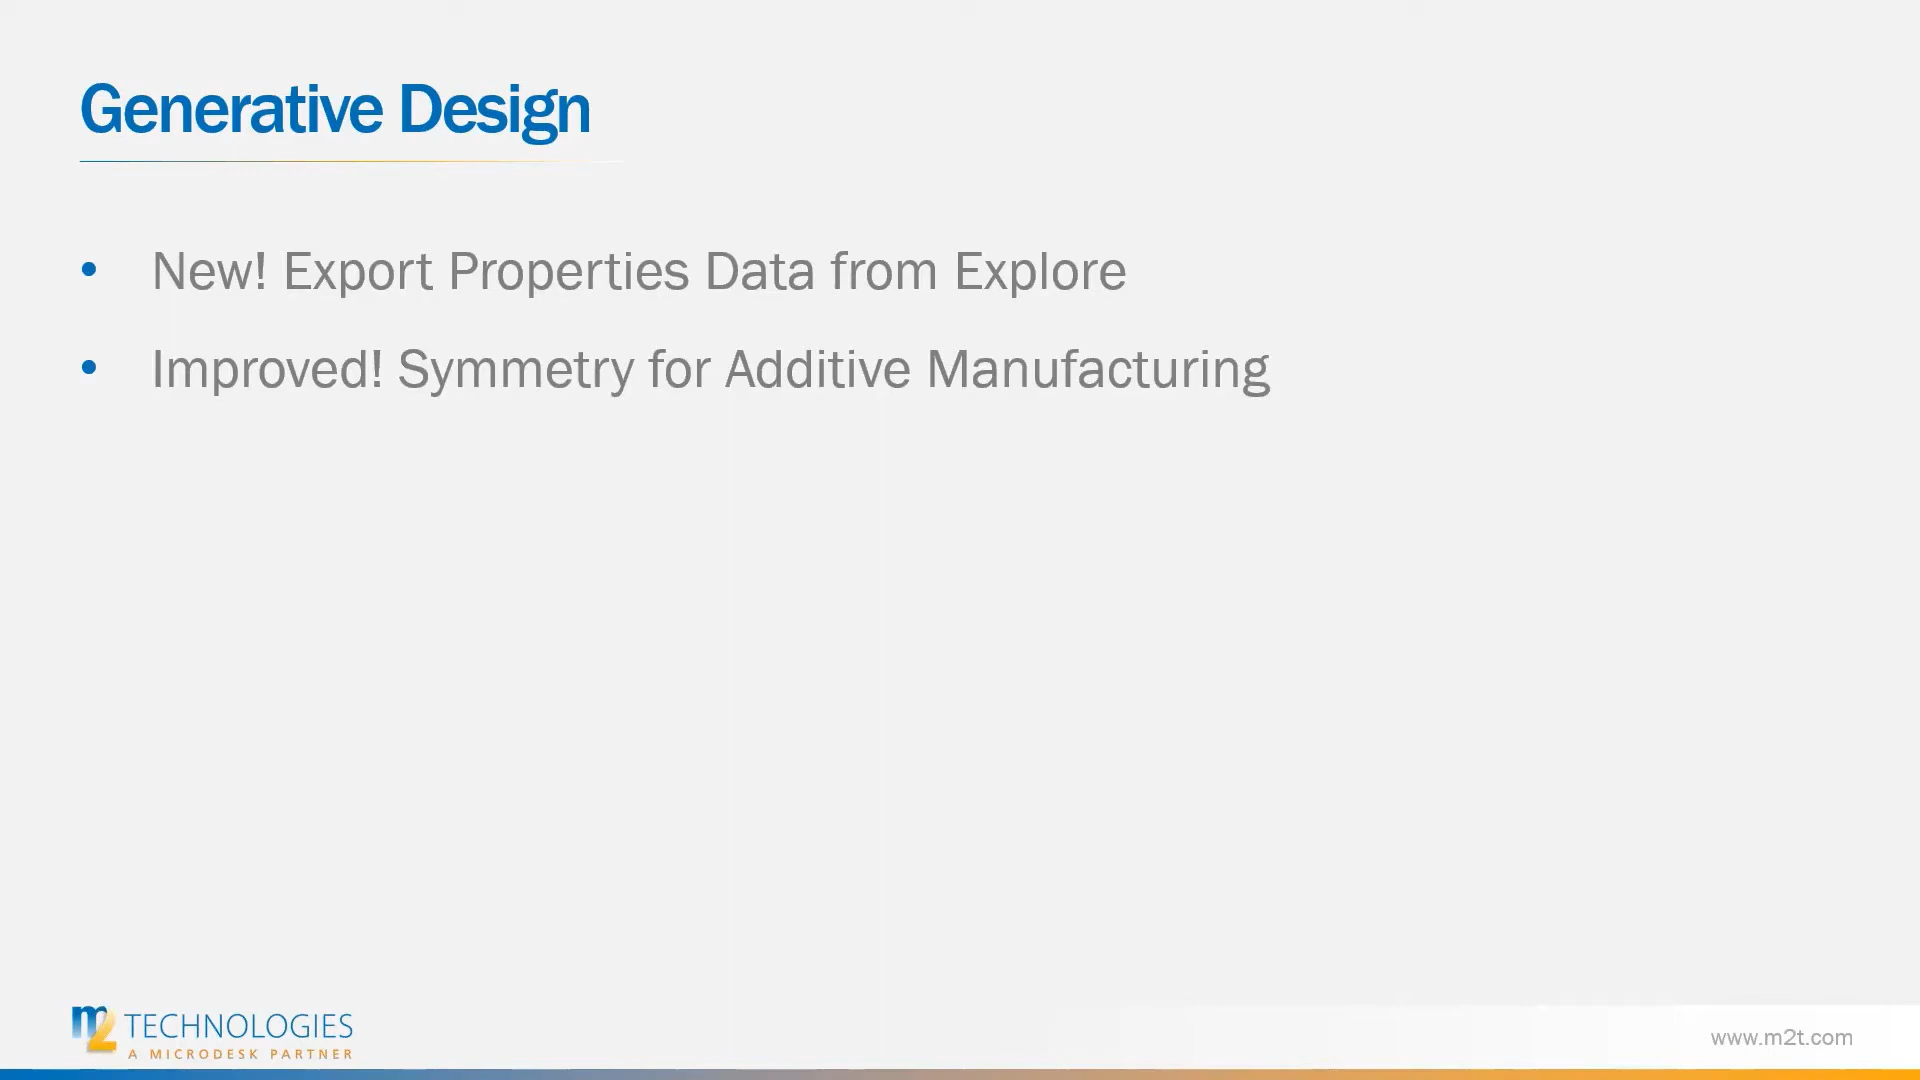 Generative Design
• New! Export Properties Data from Explore
• Improved! Symmetry for Additive Manufacturing
m2 TECHNOLOGIES
A MICRODESK PARTNER
www.m2t.com